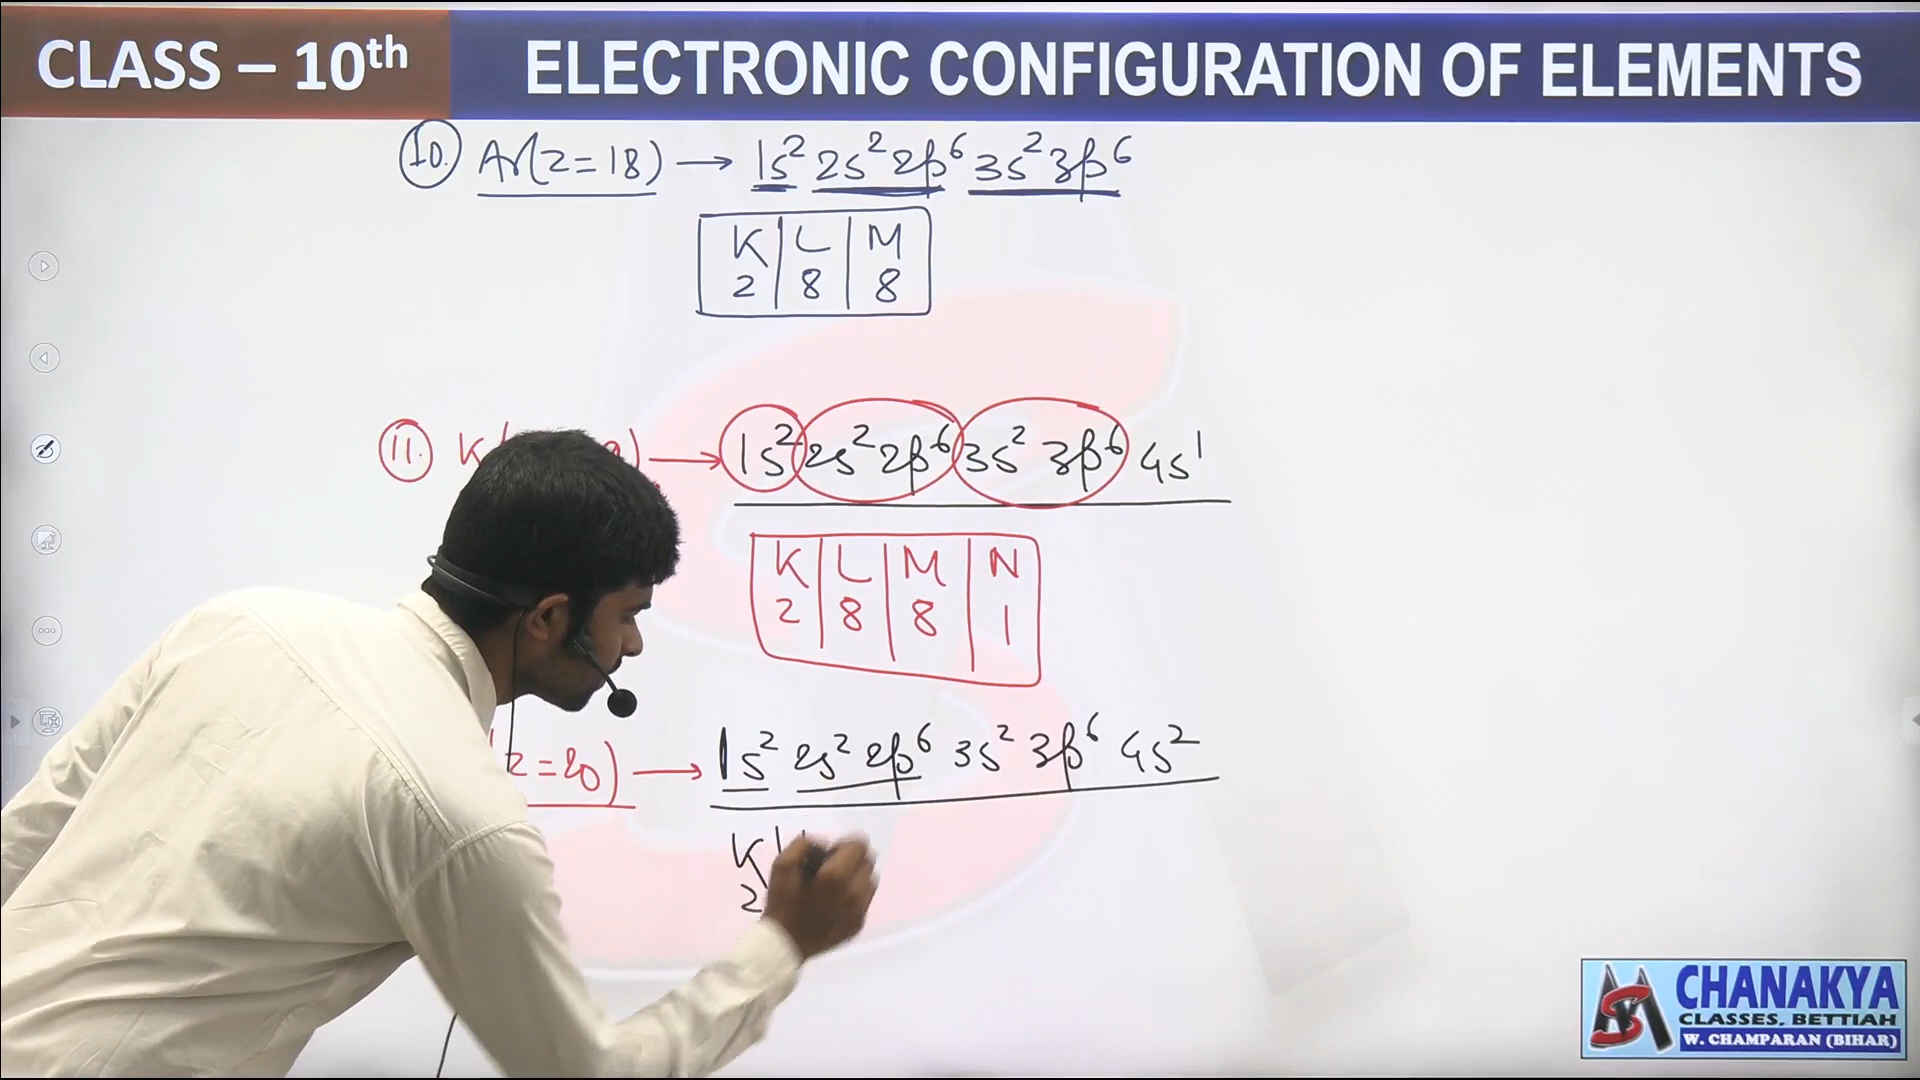 CLASS – 10th
ELECTRONIC CONFIGURATION OF ELEMENTS
10. Ar(z=18) → 1s² 2s² 2p⁶ 3s² 3p⁶
K L M
2 8 8
11. K( ) → 1s² 2s² 2p⁶ 3s² 3p⁶ 4s¹
K L M N
2 8 8 1
(z=20) → 1s² 2s² 2p⁶ 3s² 3p⁶ 4s²
K
2
CHANAKYA
CLASSES, BETTIAH
W. CHAMPARAN (BIHAR)